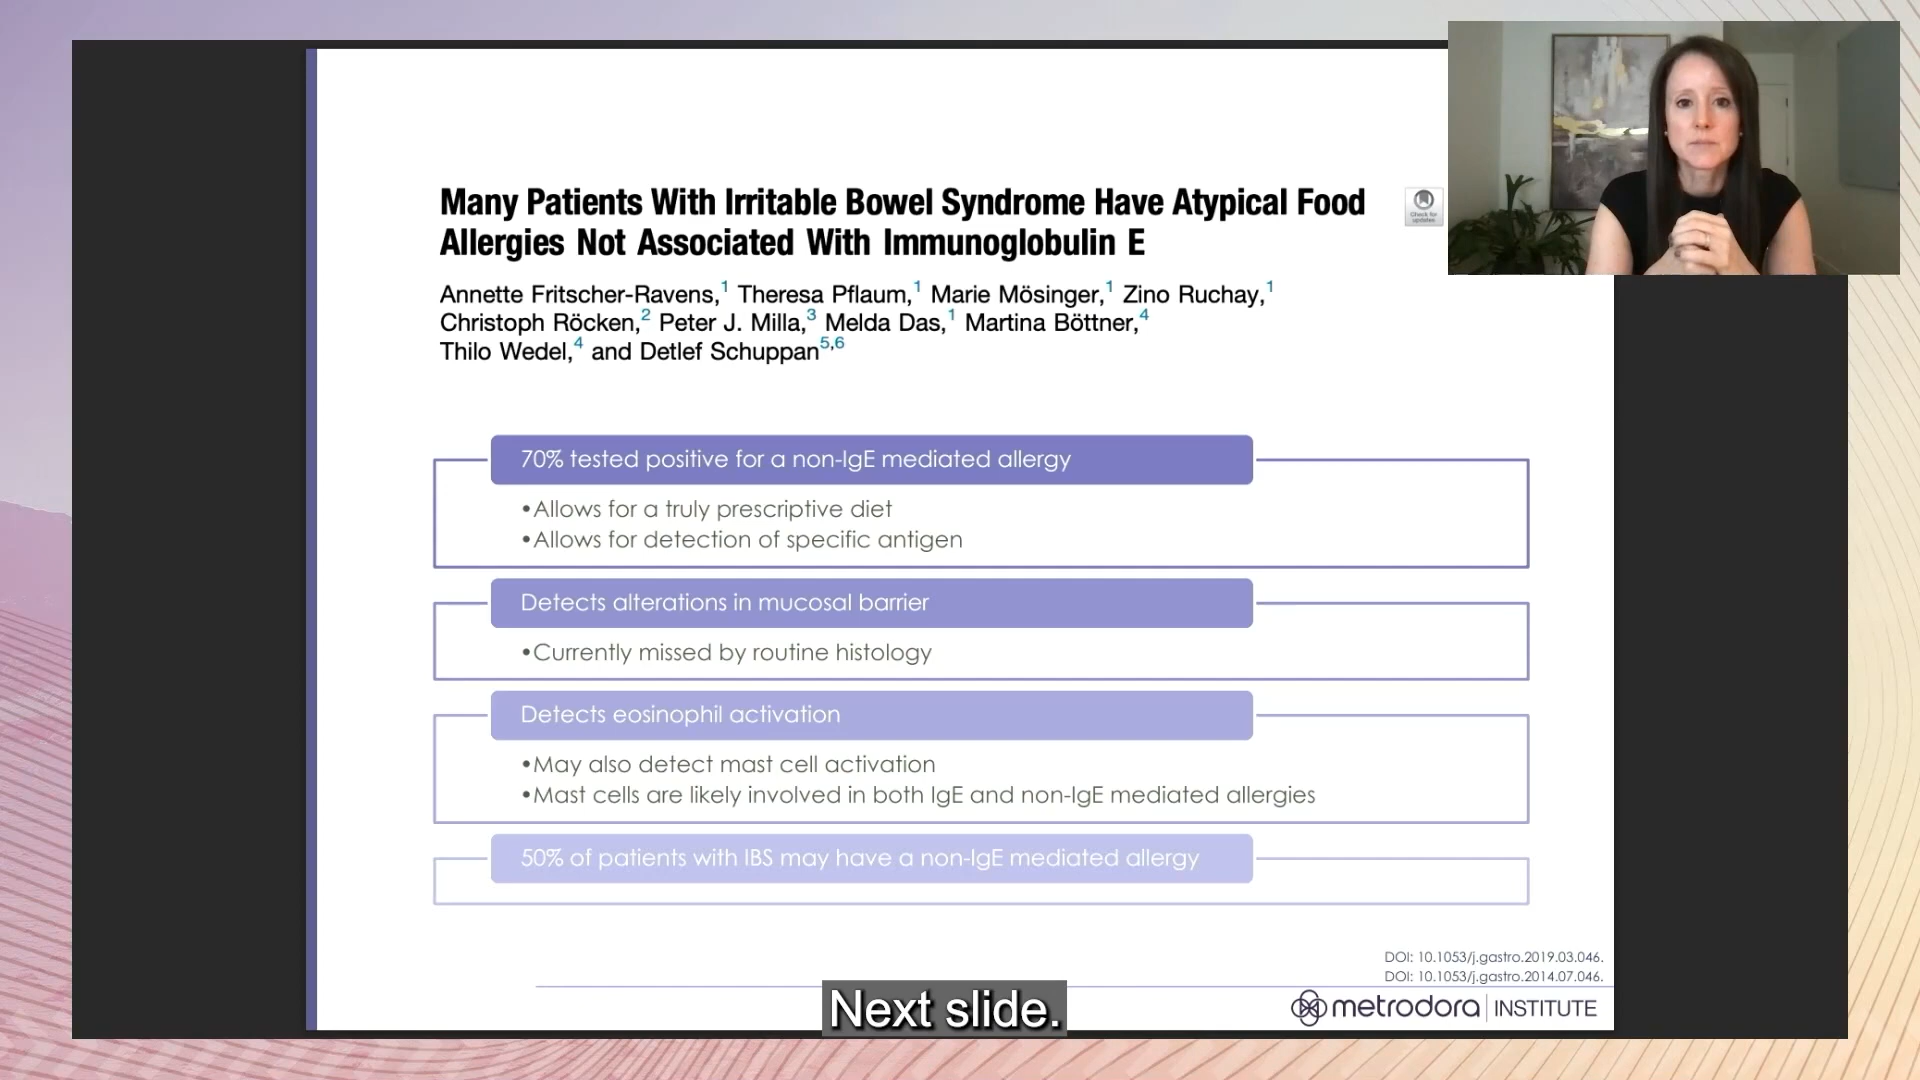 Many Patients With Irritable Bowel Syndrome Have Atypical Food
Allergies Not Associated With Immunoglobulin E
Check for
updates
Annette Fritscher-Ravens,1 Theresa Pflaum,1 Marie Mösinger,1 Zino Ruchay,1
Christoph Röcken,2 Peter J. Milla,3 Melda Das,1 Martina Böttner,4
Thilo Wedel,4 and Detlef Schuppan5,6
70% tested positive for a non-IgE mediated allergy
•Allows for a truly prescriptive diet
•Allows for detection of specific antigen
Detects alterations in mucosal barrier
•Currently missed by routine histology
Detects eosinophil activation
•May also detect mast cell activation
•Mast cells are likely involved in both IgE and non-IgE mediated allergies
50% of patients with IBS may have a non-IgE mediated allergy
DOI: 10.1053/j.gastro.2019.03.046.
DOI: 10.1053/j.gastro.2014.07.046.
metrodora INSTITUTE
Next slide.